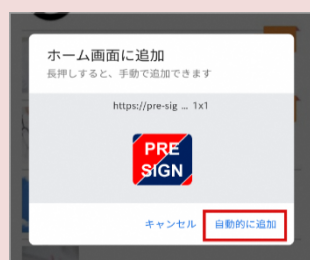 ホーム画面に追加
長押しすると、手動で追加できます
https://pre-sig ... 1x1
PRE
SIGN
キャンセル 自動的に追加